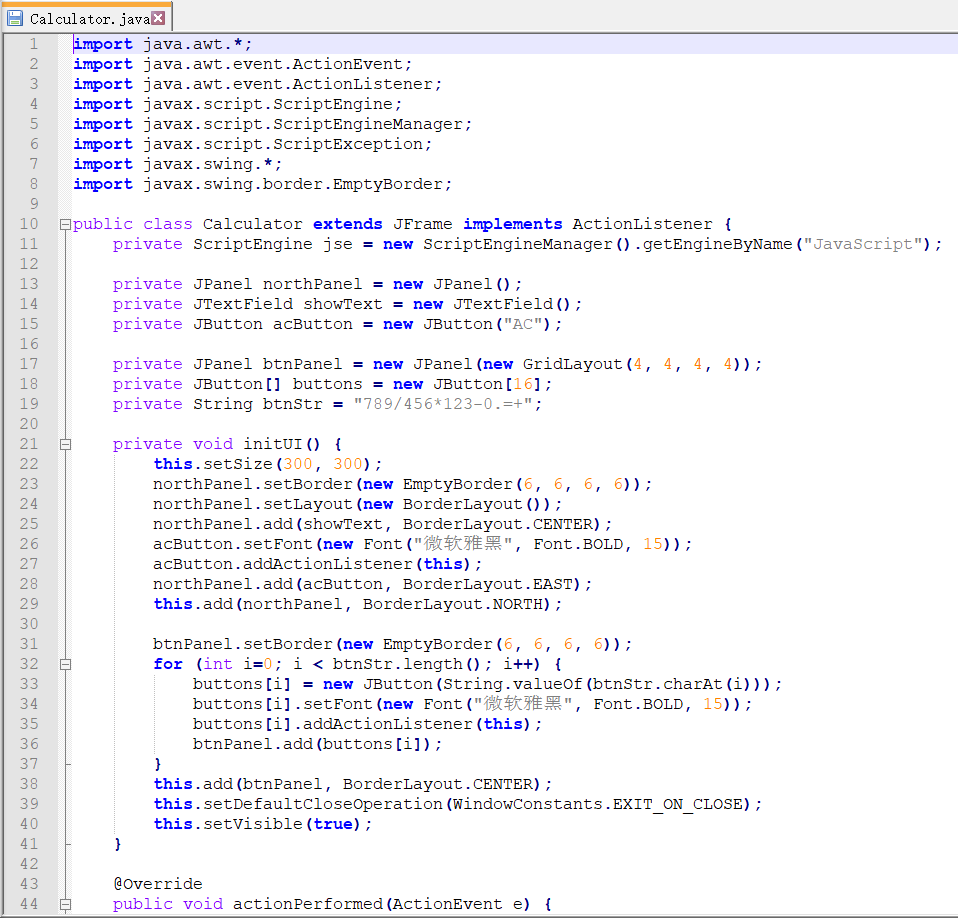 Calculator.java
1 import java.awt.*;
2 import java.awt.event.ActionEvent;
3 import java.awt.event.ActionListener;
4 import javax.script.ScriptEngine;
5 import javax.script.ScriptEngineManager;
6 import javax.script.ScriptException;
7 import javax.swing.*;
8 import javax.swing.border.EmptyBorder;
9
10 public class Calculator extends JFrame implements ActionListener {
11     private ScriptEngine jse = new ScriptEngineManager().getEngineByName("JavaScript");
12
13     private JPanel northPanel = new JPanel();
14     private JTextField showText = new JTextField();
15     private JButton acButton = new JButton("AC");
16
17     private JPanel btnPanel = new JPanel(new GridLayout(4, 4, 4, 4));
18     private JButton[] buttons = new JButton[16];
19     private String btnStr = "789/456*123-0.=+";
20
21     private void initUI() {
22         this.setSize(300, 300);
23         northPanel.setBorder(new EmptyBorder(6, 6, 6, 6));
24         northPanel.setLayout(new BorderLayout());
25         northPanel.add(showText, BorderLayout.CENTER);
26         acButton.setFont(new Font("微软雅黑", Font.BOLD, 15));
27         acButton.addActionListener(this);
28         northPanel.add(acButton, BorderLayout.EAST);
29         this.add(northPanel, BorderLayout.NORTH);
30
31         btnPanel.setBorder(new EmptyBorder(6, 6, 6, 6));
32         for (int i=0; i < btnStr.length(); i++) {
33             buttons[i] = new JButton(String.valueOf(btnStr.charAt(i)));
34             buttons[i].setFont(new Font("微软雅黑", Font.BOLD, 15));
35             buttons[i].addActionListener(this);
36             btnPanel.add(buttons[i]);
37         }
38         this.add(btnPanel, BorderLayout.CENTER);
39         this.setDefaultCloseOperation(WindowConstants.EXIT_ON_CLOSE);
40         this.setVisible(true);
41     }
42
43     @Override
44     public void actionPerformed(ActionEvent e) {